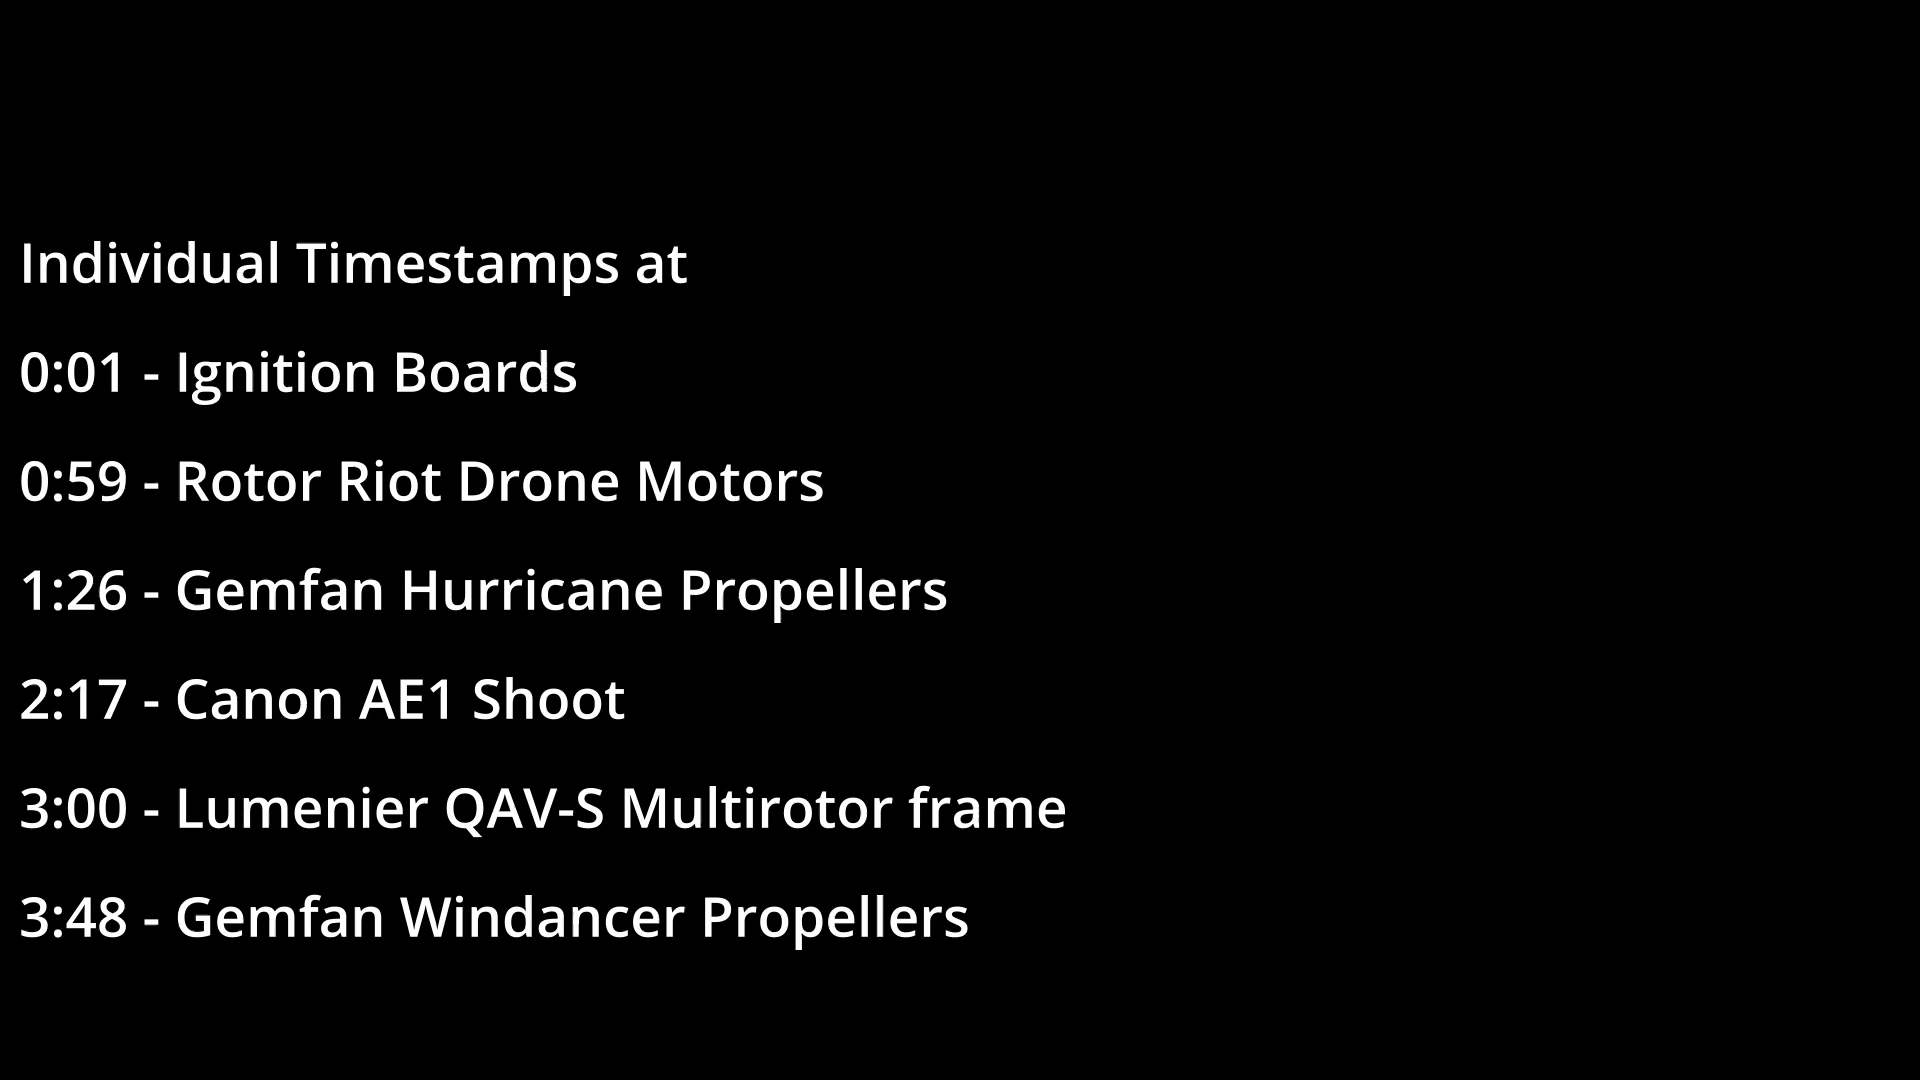 Individual Timestamps at
0:01 - Ignition Boards
0:59 - Rotor Riot Drone Motors
1:26 - Gemfan Hurricane Propellers
2:17 - Canon AE1 Shoot
3:00 - Lumenier QAV-S Multirotor frame
3:48 - Gemfan Windancer Propellers